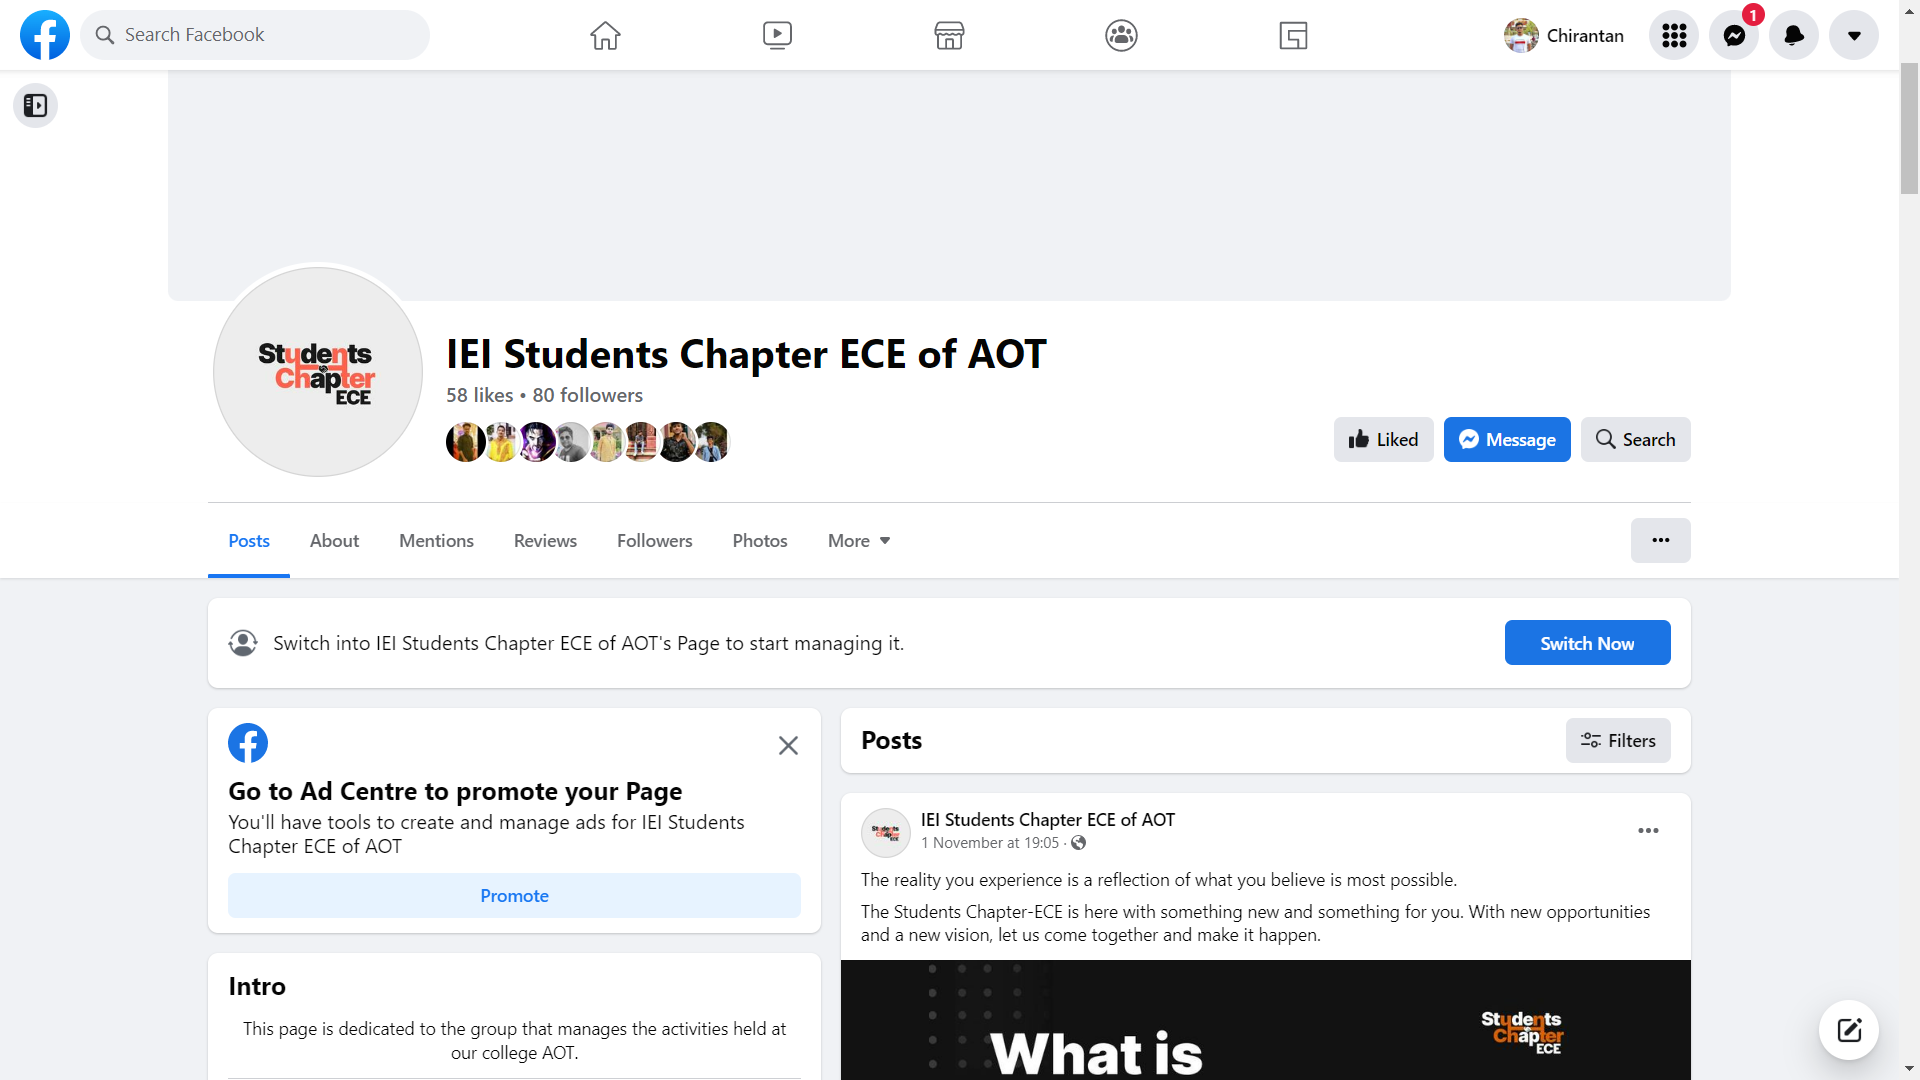 Search Facebook
Chirantan
1
Students
Chapter
ECE
IEI Students Chapter ECE of AOT
58 likes • 80 followers
Liked
Message
Search
Posts
About
Mentions
Reviews
Followers
Photos
More
Switch into IEI Students Chapter ECE of AOT's Page to start managing it.
Switch Now
Go to Ad Centre to promote your Page
You'll have tools to create and manage ads for IEI Students
Chapter ECE of AOT
Promote
Intro
This page is dedicated to the group that manages the activities held at
our college AOT.
Posts
Filters
Students
Chapter
ECE
IEI Students Chapter ECE of AOT
1 November at 19:05 ·
The reality you experience is a reflection of what you believe is most possible.
The Students Chapter-ECE is here with something new and something for you. With new opportunities
and a new vision, let us come together and make it happen.
Students
Chapter
ECE
What is